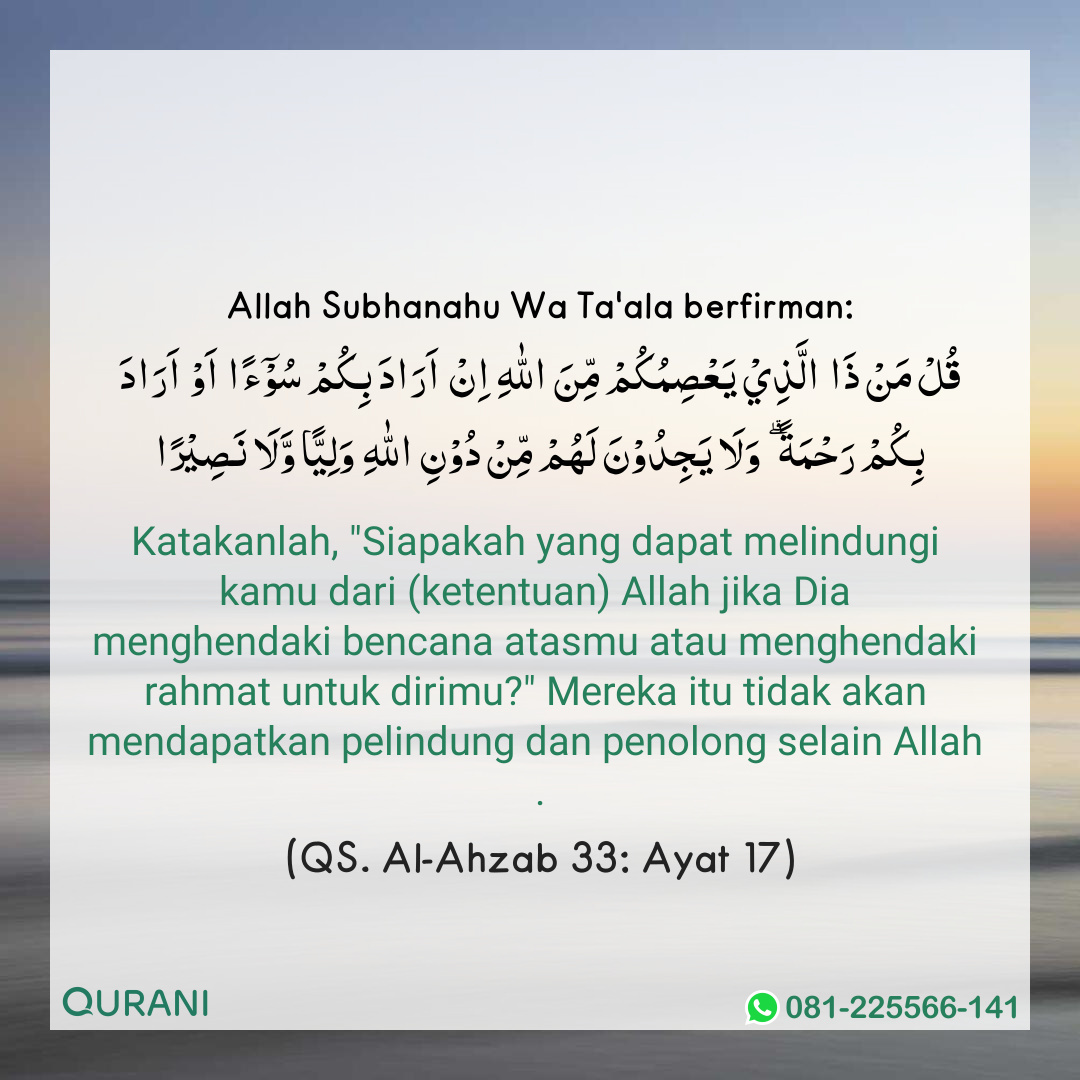 Allah Subhanahu Wa Ta'ala berfirman:
قُلْ مَنْ ذَا الَّذِيْ يَعْصِمُكُمْ مِّنَ اللّٰهِ اِنْ اَرَادَ بِكُمْ سُوْٓءًا اَوْ اَرَادَ
بِكُمْ رَحْمَةً ۗ وَلَا يَجِدُوْنَ لَهُمْ مِّنْ دُوْنِ اللّٰهِ وَلِيًّا وَّلَا نَصِيْرًا
Katakanlah, "Siapakah yang dapat melindungi
kamu dari (ketentuan) Allah jika Dia
menghendaki bencana atasmu atau menghendaki
rahmat untuk dirimu?" Mereka itu tidak akan
mendapatkan pelindung dan penolong selain Allah
.
(QS. Al-Ahzab 33: Ayat 17)
QURANI
081-225566-141